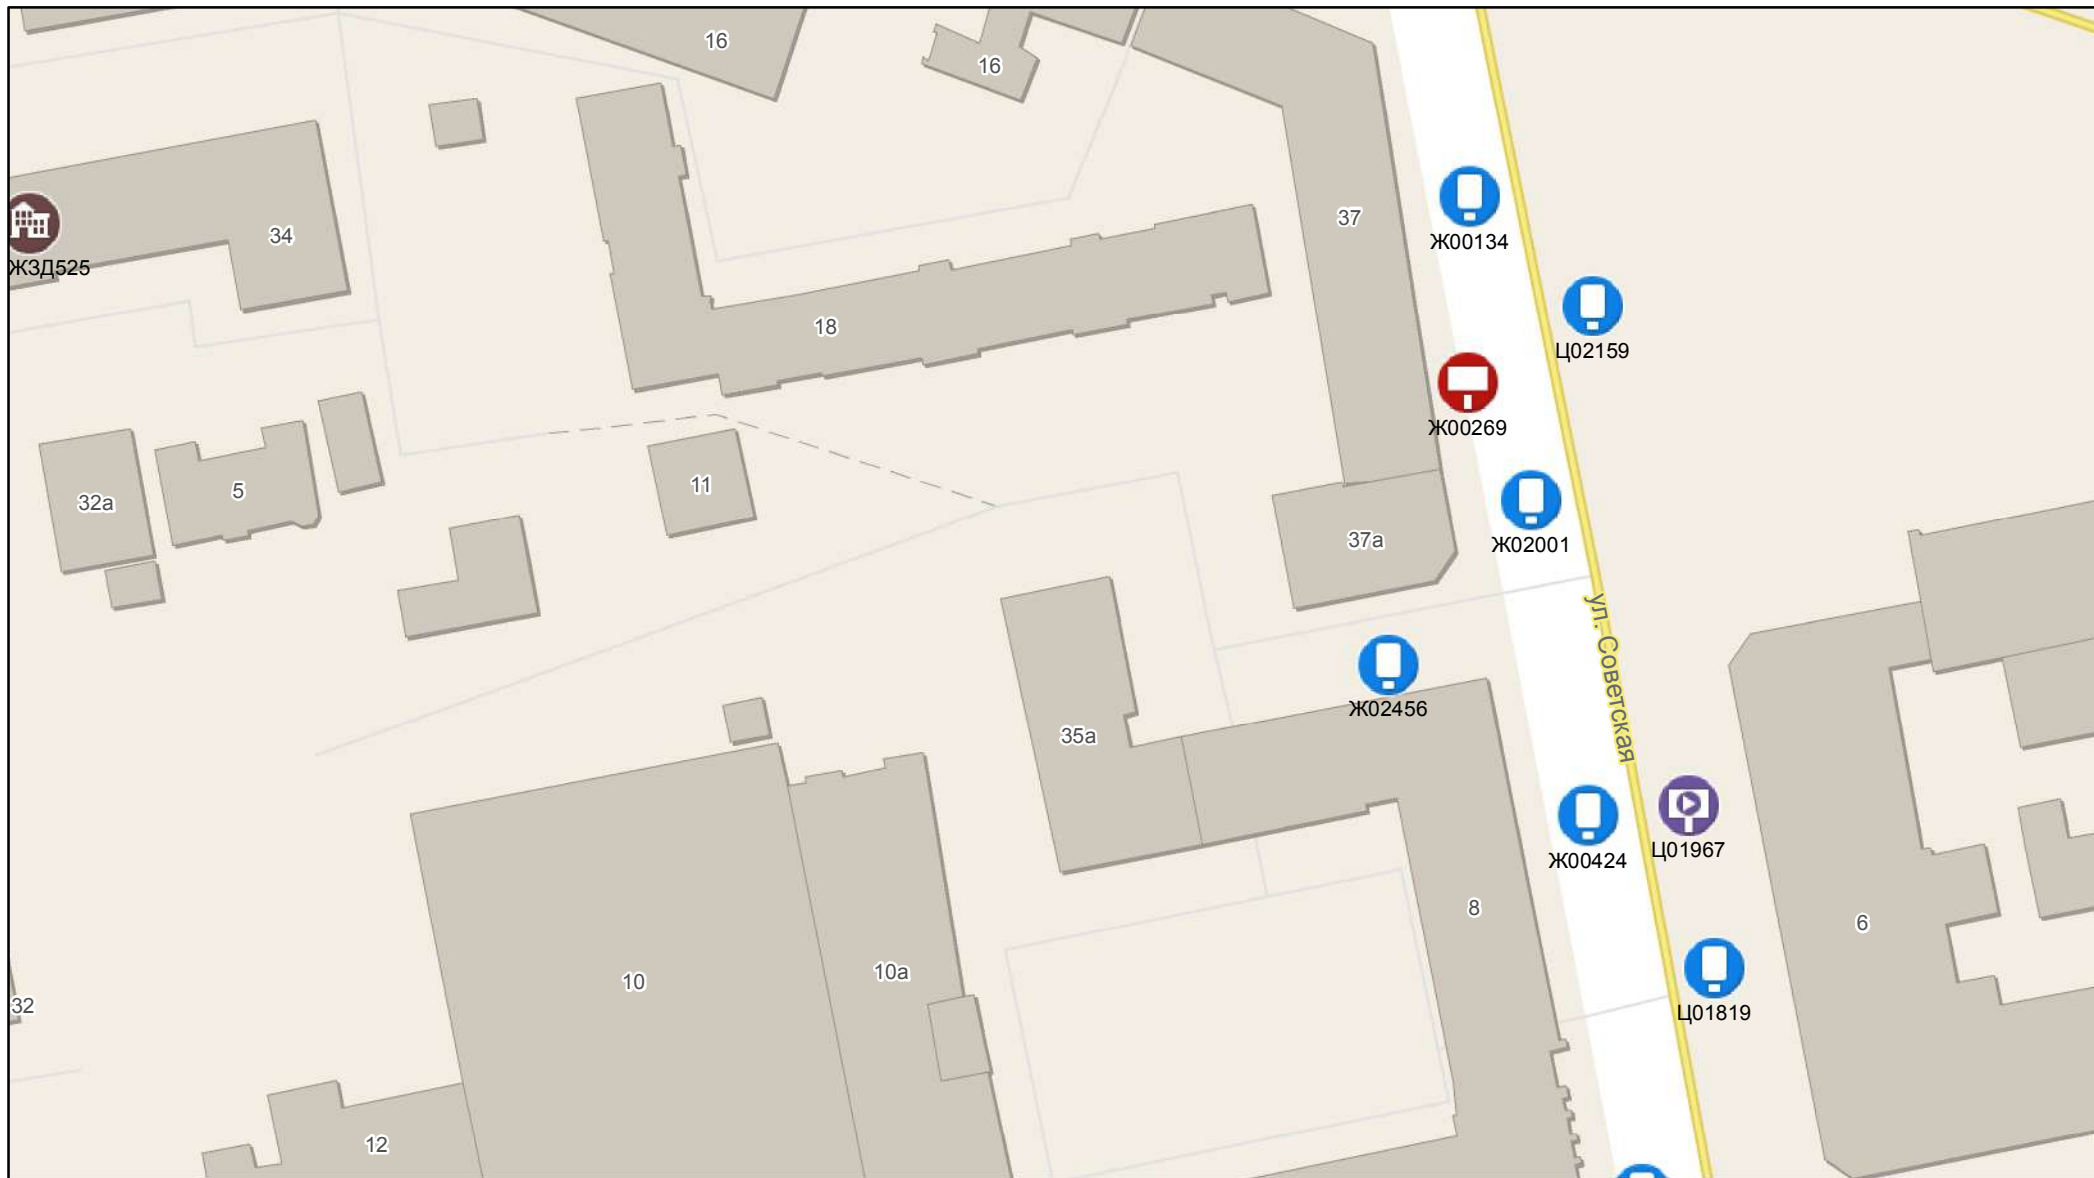 16
16
37
34
ЖЗД525
Ж00134
18
Ц02159
Ж00269
11
5
32а
37а
Ж02001
ул. Советская
Ж02456
35а
Ж00424
Ц01967
8
6
10
10а
32
Ц01819
12